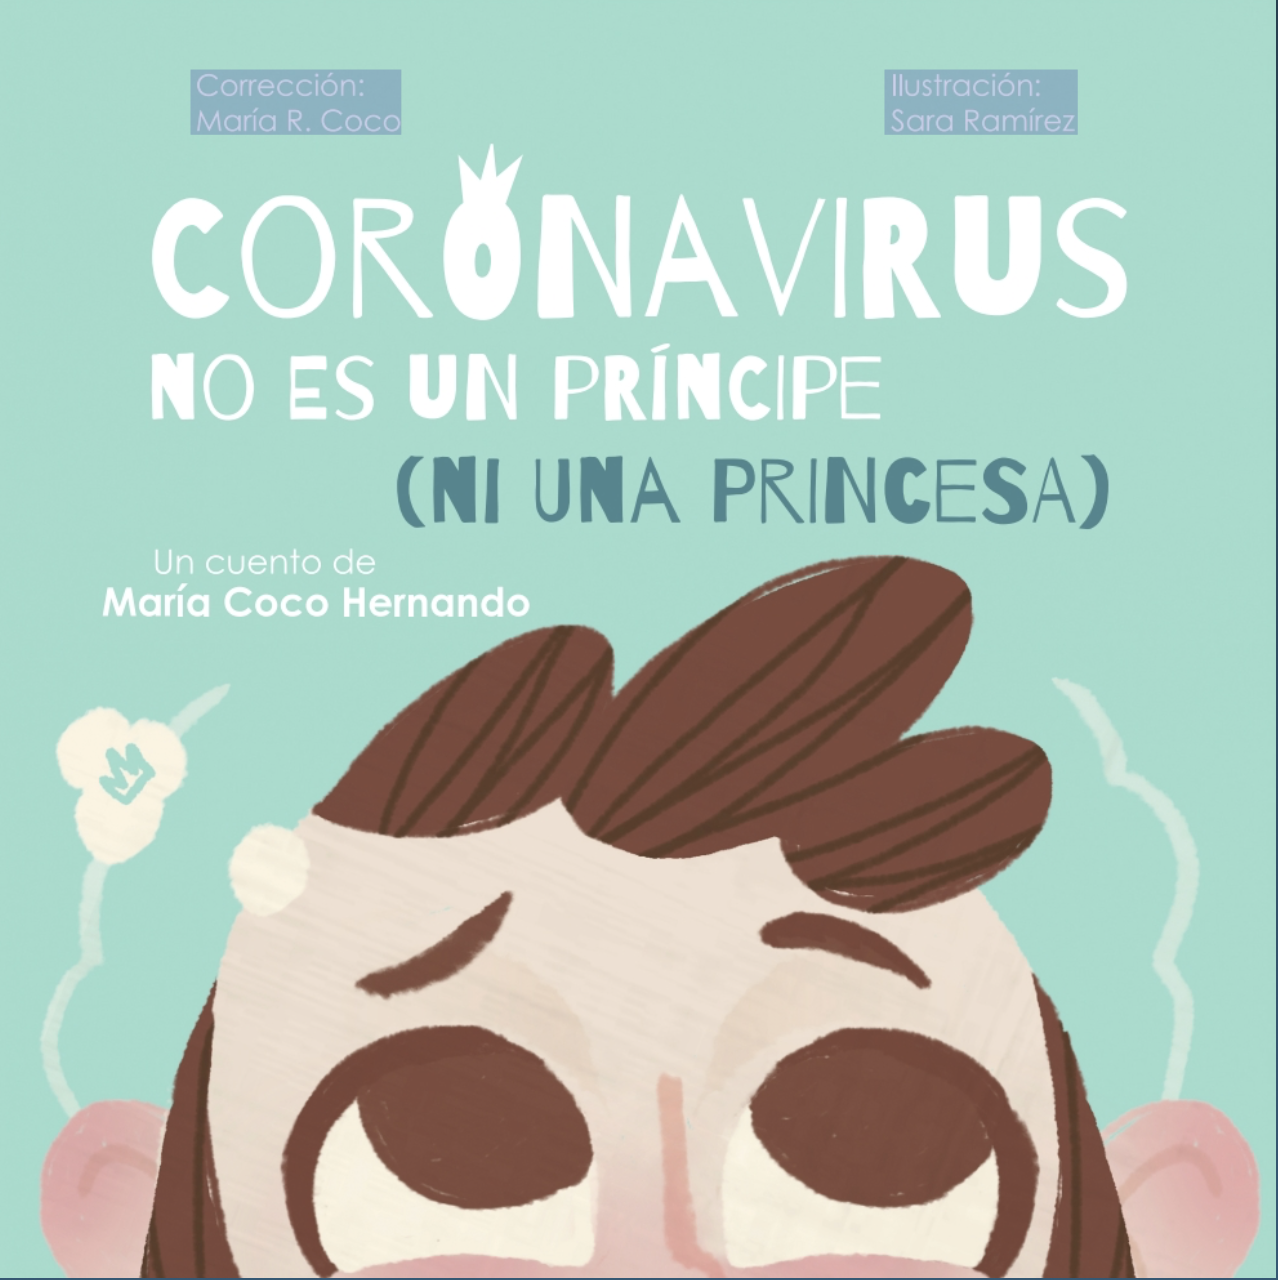 Corrección:
María R. Coco
Ilustración:
Sara Ramírez
CORONAVIRUS
NO ES UN PRÍNCIPE
(NI UNA PRINCESA)
Un cuento de
María Coco Hernando